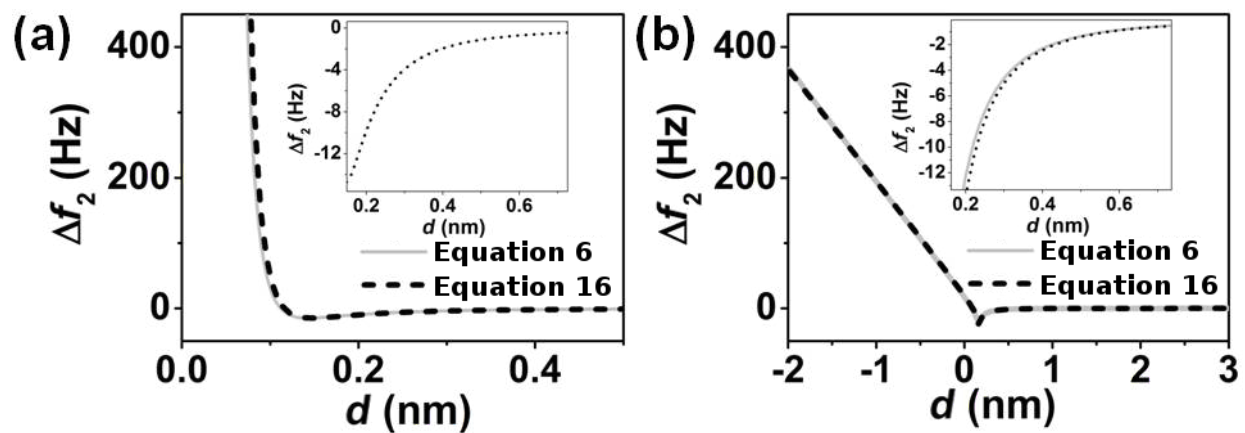 (a)
400
200
0
Δf2 (Hz)
0.0 0.2 0.4
d (nm)
0
-4
-8
-12
Δf2 (Hz)
0.2 0.4 0.6
d (nm)
Equation 6
Equation 16
(b)
400
200
0
Δf2 (Hz)
-2 -1 0 1 2 3
d (nm)
-2
-4
-6
-8
-10
-12
Δf2 (Hz)
0.2 0.4 0.6
d (nm)
Equation 6
Equation 16